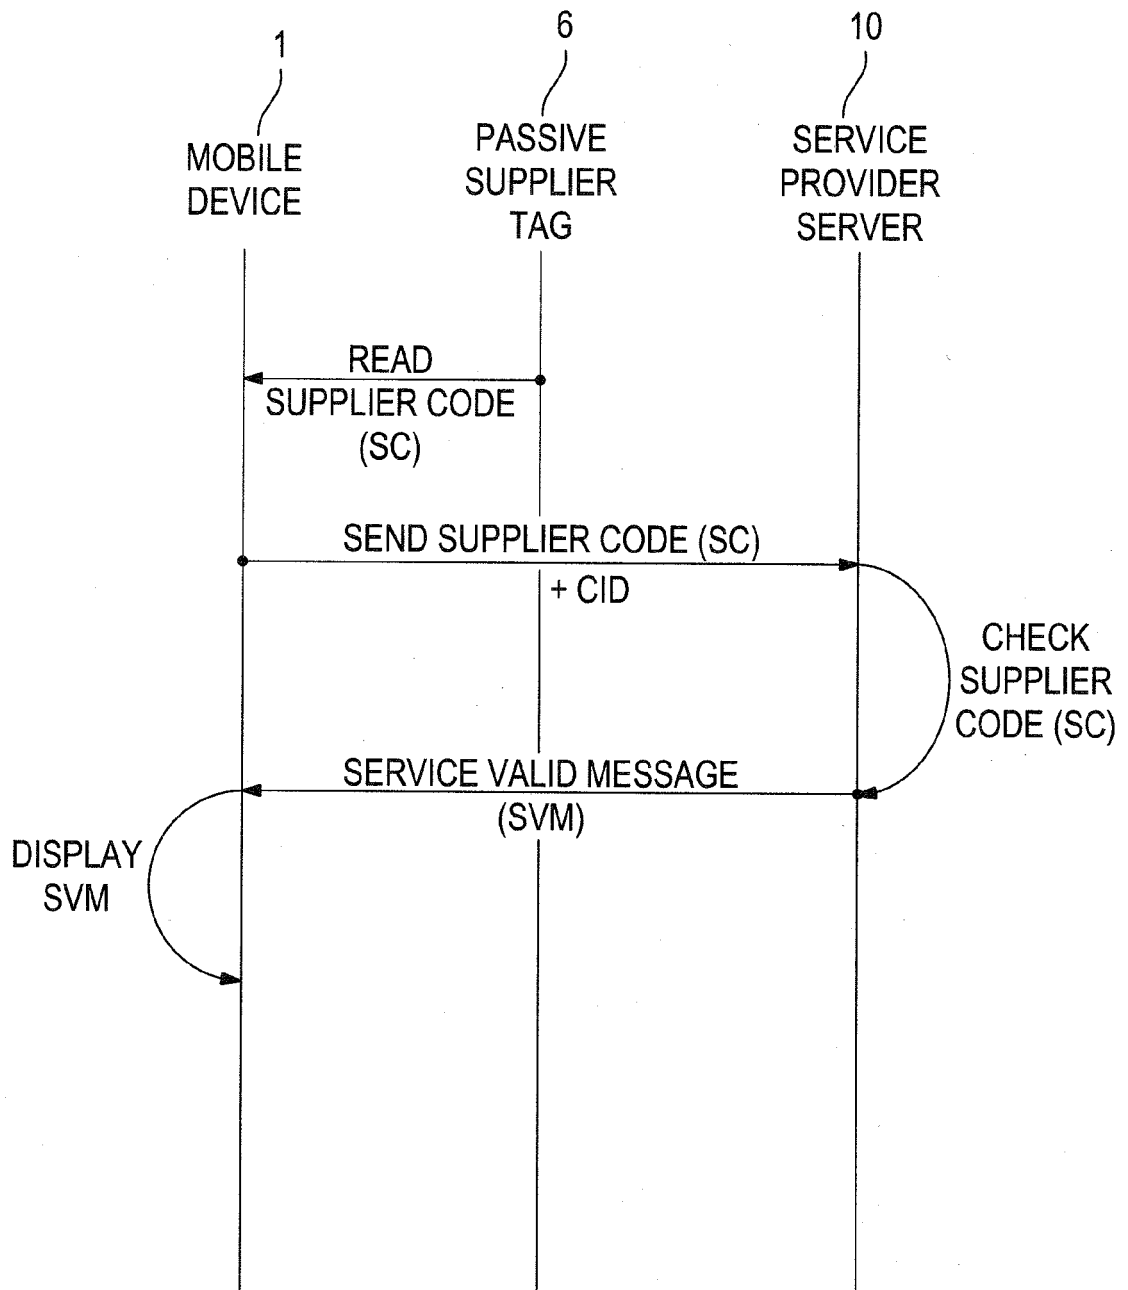 1
6
10
MOBILE
DEVICE
PASSIVE
SUPPLIER
TAG
SERVICE
PROVIDER
SERVER
READ
SUPPLIER CODE
(SC)
SEND SUPPLIER CODE (SC)
+ CID
CHECK
SUPPLIER
CODE (SC)
SERVICE VALID MESSAGE
(SVM)
DISPLAY
SVM